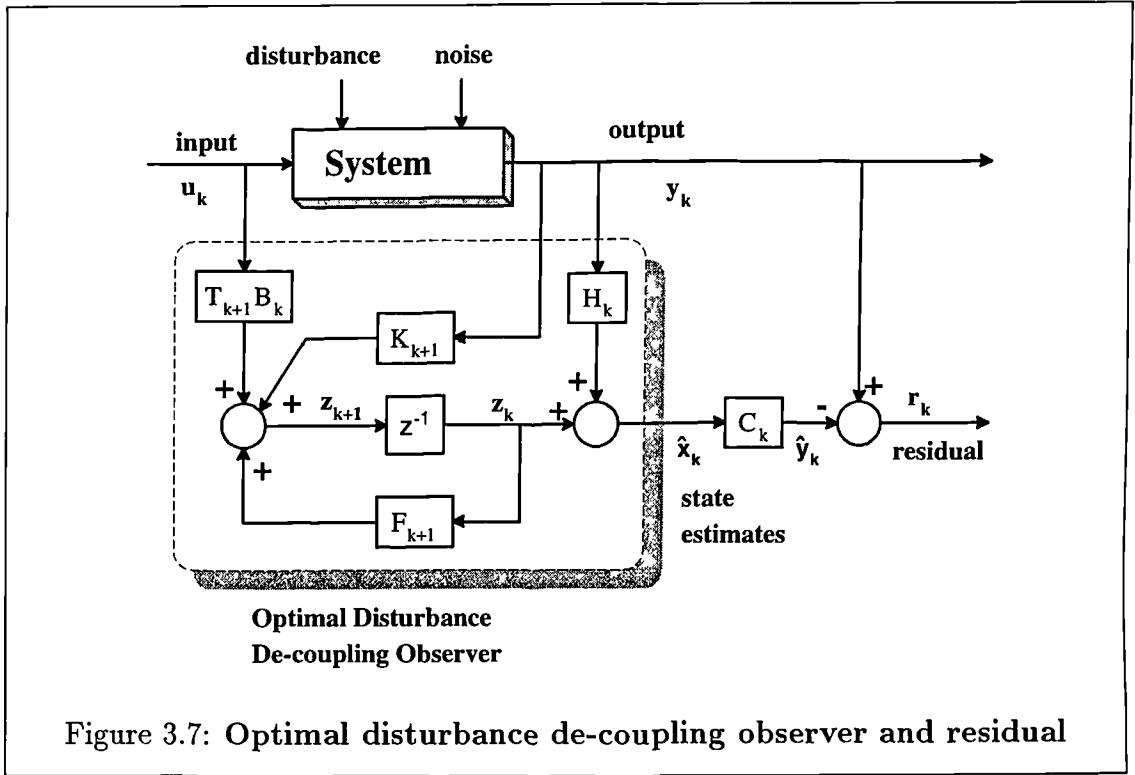 disturbance noise
input
u_k
System
output
y_k
T_{k+1} B_k
H_k
K_{k+1}
+
+
+
z_{k+1}
z^{-1}
z_k
+
+
C_k
-
+
r_k
x̂_k
ŷ_k
residual
F_{k+1}
state
estimates
Optimal Disturbance
De-coupling Observer
Figure 3.7: Optimal disturbance de-coupling observer and residual